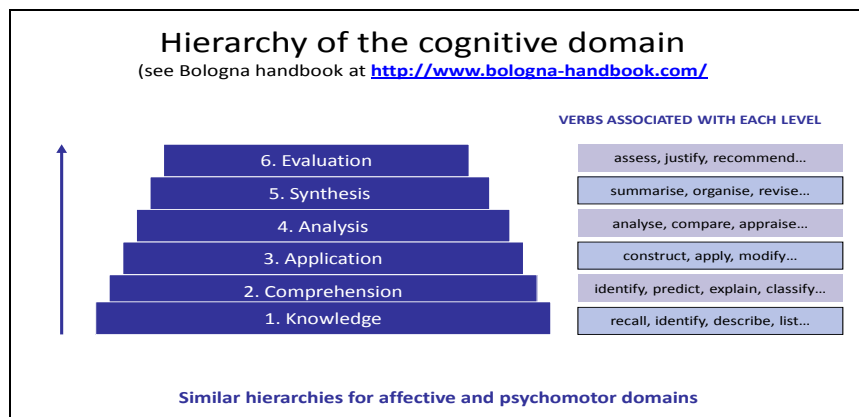 Hierarchy of the cognitive domain
(see Bologna handbook at http://www.bologna-handbook.com/
VERBS ASSOCIATED WITH EACH LEVEL
6. Evaluation
assess, justify, recommend...
5. Synthesis
summarise, organise, revise...
4. Analysis
analyse, compare, appraise...
3. Application
construct, apply, modify...
2. Comprehension
identify, predict, explain, classify...
1. Knowledge
recall, identify, describe, list...
Similar hierarchies for affective and psychomotor domains